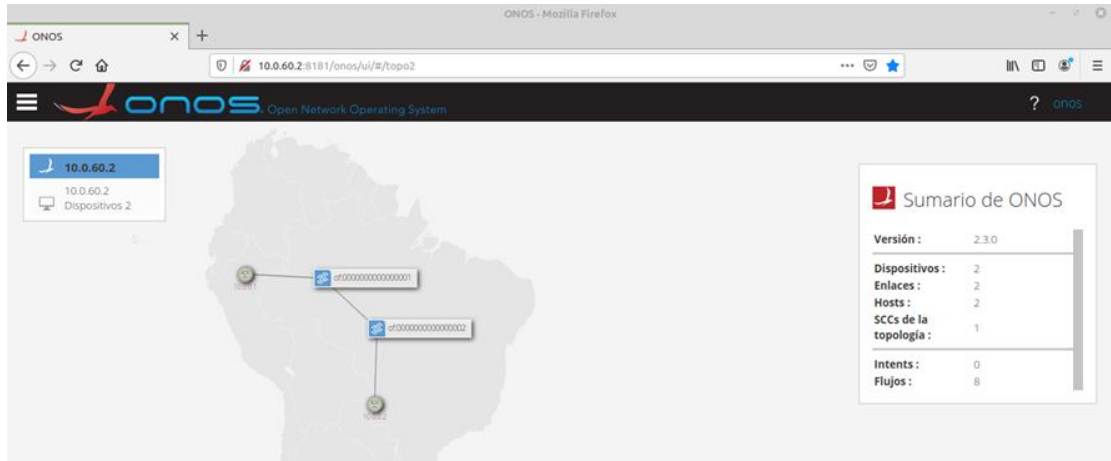 ONOS - Mozilla Firefox
ONOS
10.0.60.2:8181/onos/ui/#/topo2
onos Open Network Operating System
? onos
10.0.60.2
10.0.60.2
Dispositivos 2
Sumario de ONOS
Versión : 2.3.0
Dispositivos : 2
Enlaces : 2
Hosts : 2
SCCs de la
topología : 1
Intents : 0
Flujos : 8
of:0000000000000001
of:0000000000000002